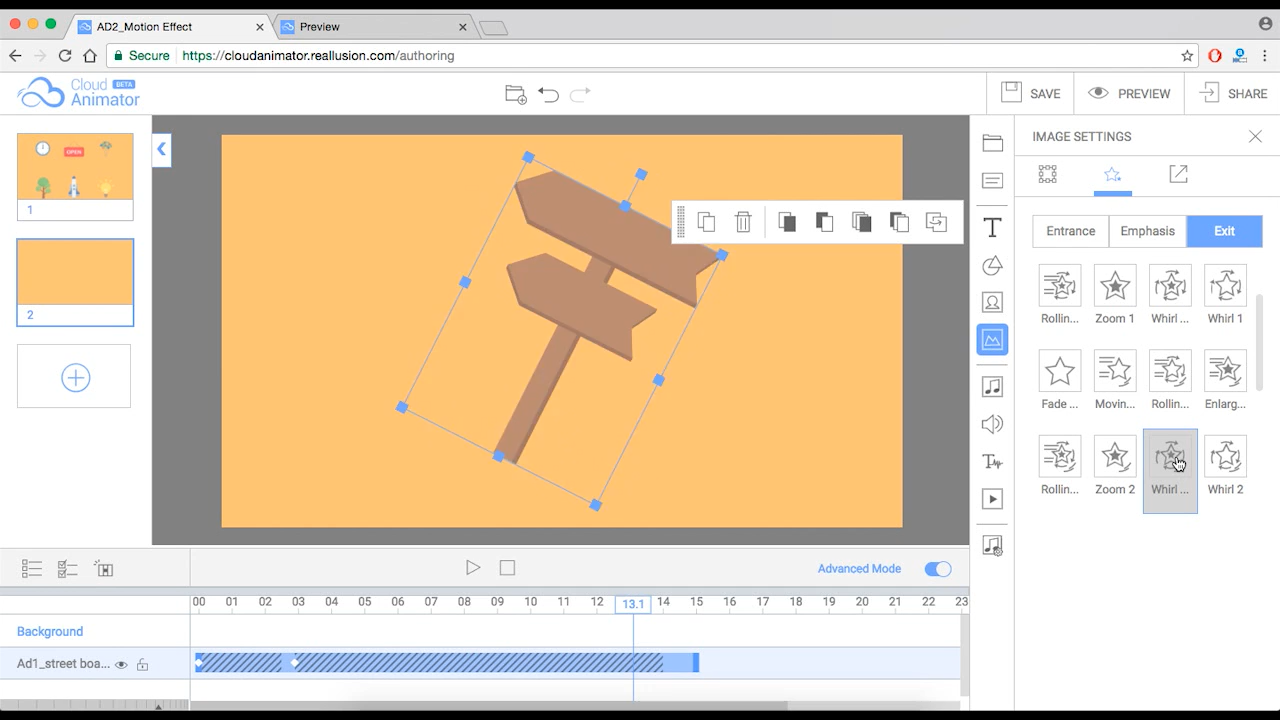 AD2_Motion Effect
Preview
Secure https://cloudanimator.reallusion.com/authoring
Cloud BETA
Animator
SAVE
PREVIEW
SHARE
OPEN
1
2
IMAGE SETTINGS
Entrance Emphasis Exit
Rollin... Zoom 1 Whirl ... Whirl 1
Fade ... Movin... Rollin... Enlarg...
Rollin... Zoom 2 Whirl ... Whirl 2
Advanced Mode
00 01 02 03 04 05 06 07 08 09 10 11 12 13.1 14 15 16 17 18 19 20 21 22 23
Background
Ad1_street boa...